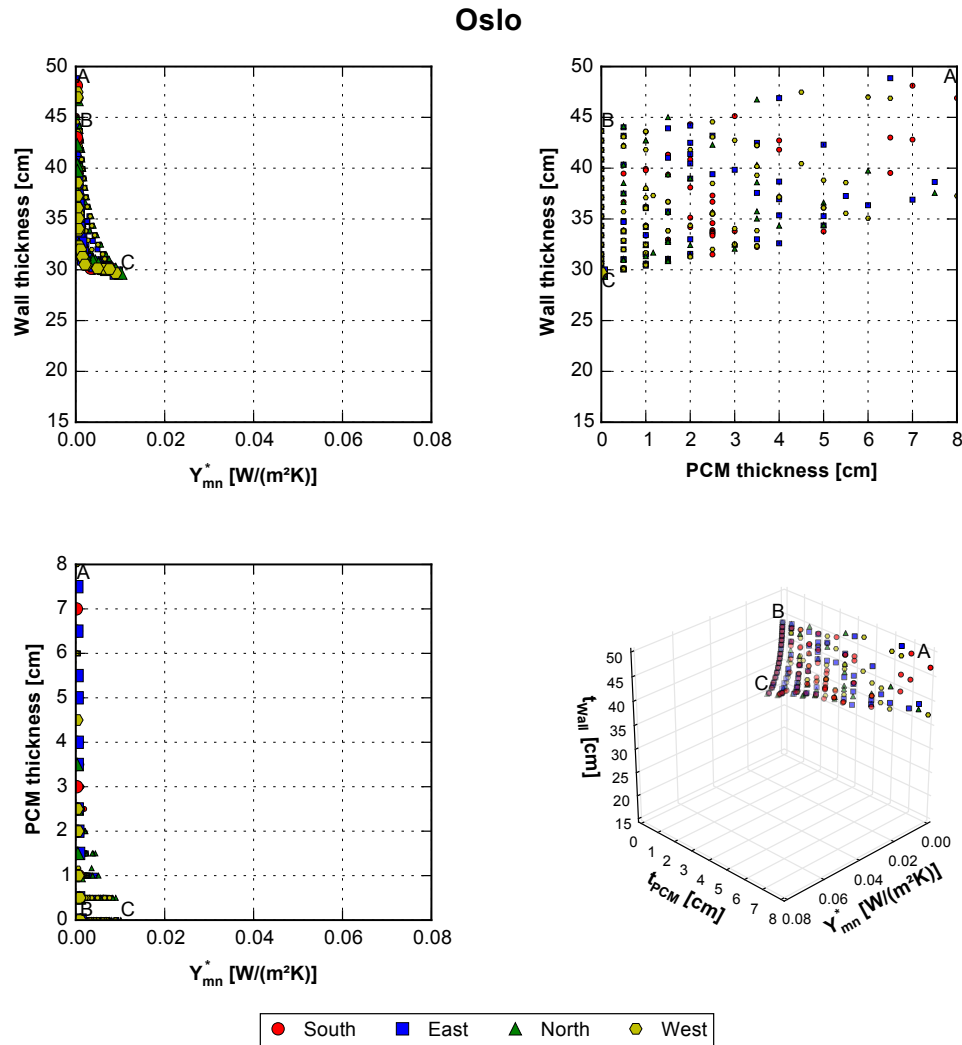 Oslo
50
45
40
35
30
25
20
15
Wall thickness [cm]
A
B
C
0.00 0.02 0.04 0.06 0.08
Y*mn [W/(m²K)]
50
45
40
35
30
25
20
15
Wall thickness [cm]
A
B
C
0 1 2 3 4 5 6 7 8
PCM thickness [cm]
8
7
6
5
4
3
2
1
0
PCM thickness [cm]
A
B
C
0.00 0.02 0.04 0.06 0.08
Y*mn [W/(m²K)]
B
A
C
50
45
40
35
30
25
20
15
tWall [cm]
0 1 2 3 4 5 6 7 8
tPCM [cm]
0.08 0.06 0.04 0.02 0.00
Y*mn [W/(m²K)]
South East North West